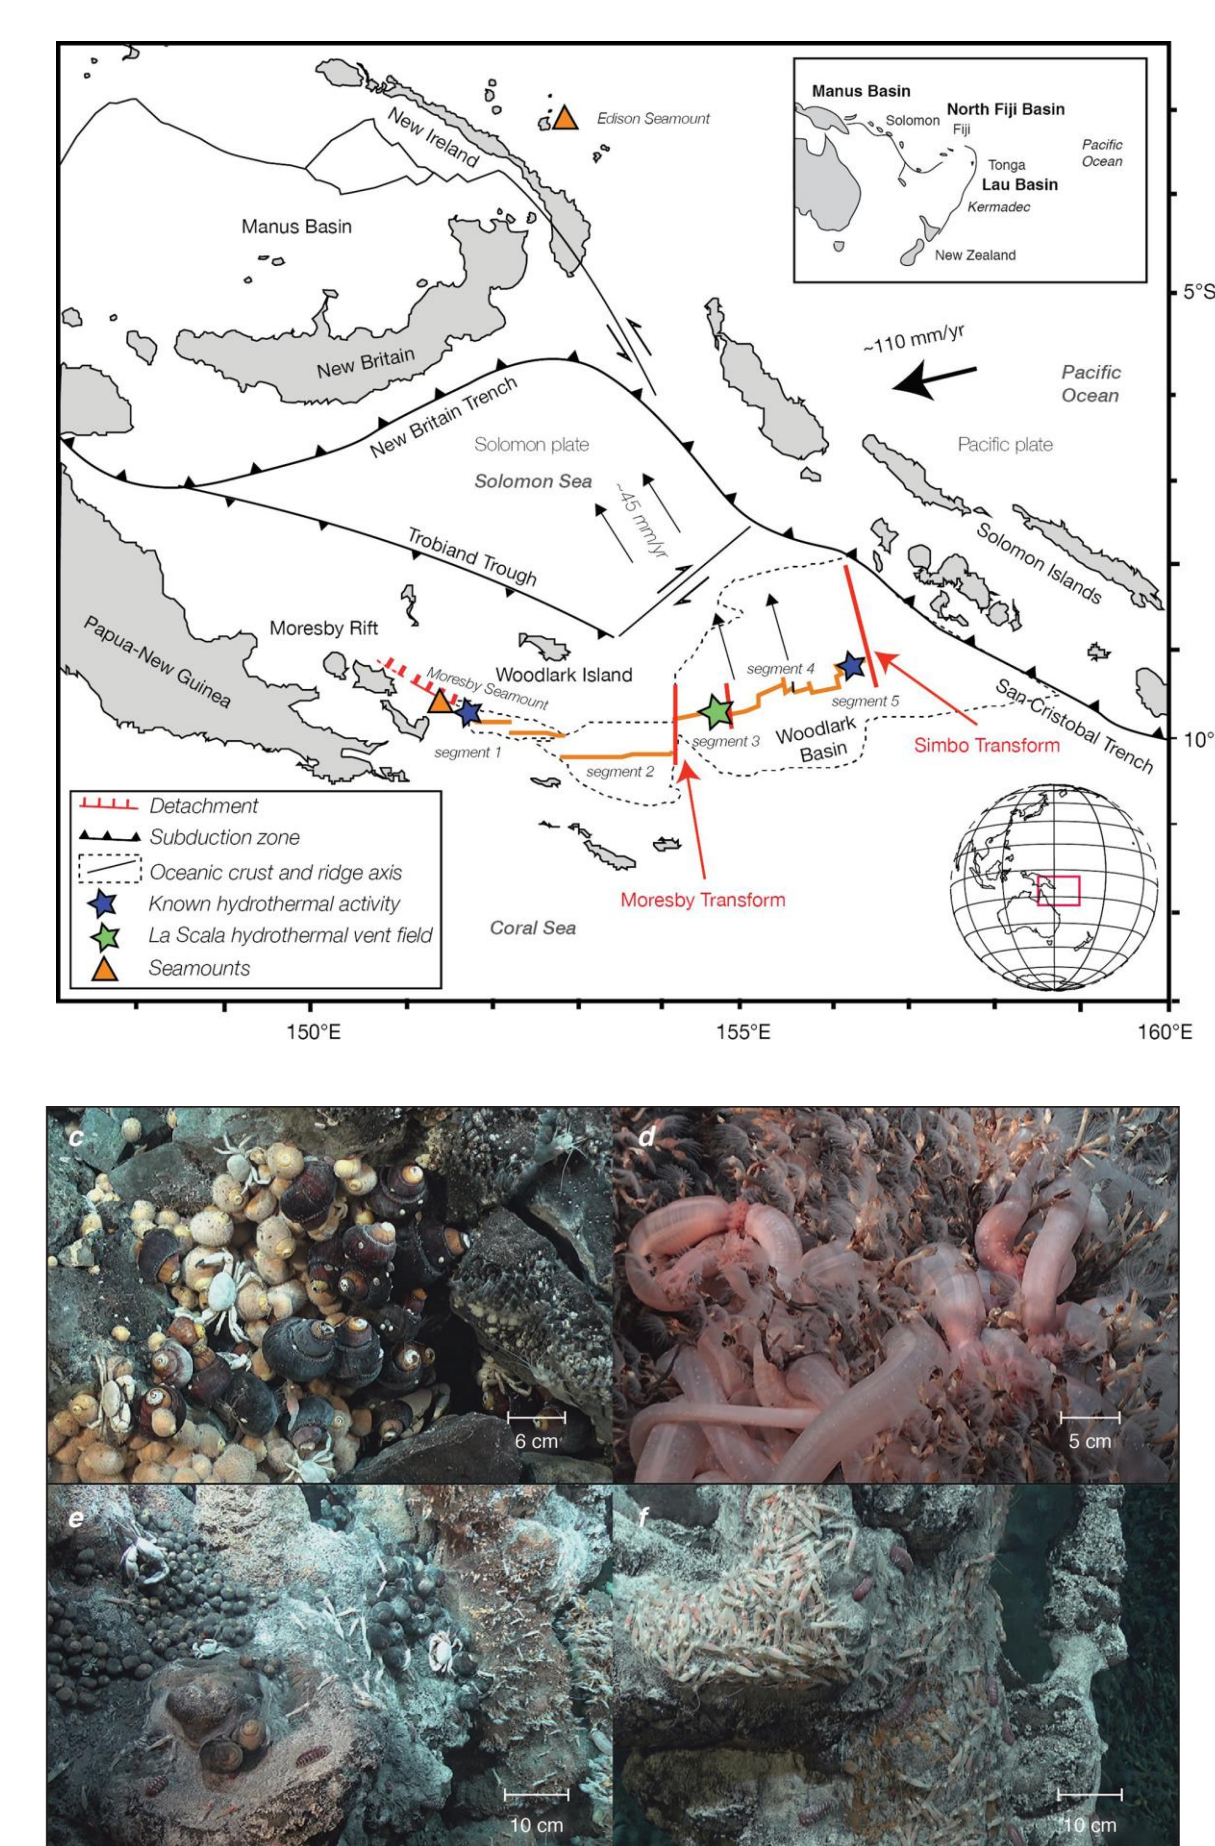 Manus Basin
North Fiji Basin
Solomon
Fiji
Pacific
Ocean
Tonga
Lau Basin
Kermadec
New Zealand
Edison Seamount
New Ireland
Manus Basin
5°S
New Britain
~110 mm/yr
Pacific
Ocean
New Britain Trench
Solomon plate
Pacific plate
Solomon Sea
~45 mm/yr
Solomon Islands
Trobiand Trough
Papua-New Guinea
Moresby Rift
Woodlark Island
Moresby Seamount
segment 4
segment 5
San Cristobal Trench
segment 1
segment 2
segment 3
Woodlark
Basin
Simbo Transform
10°
Detachment
Subduction zone
Oceanic crust and ridge axis
Known hydrothermal activity
La Scala hydrothermal vent field
Seamounts
Moresby Transform
Coral Sea
150°E
155°E
160°E
c
d
6 cm
5 cm
e
f
10 cm
10 cm